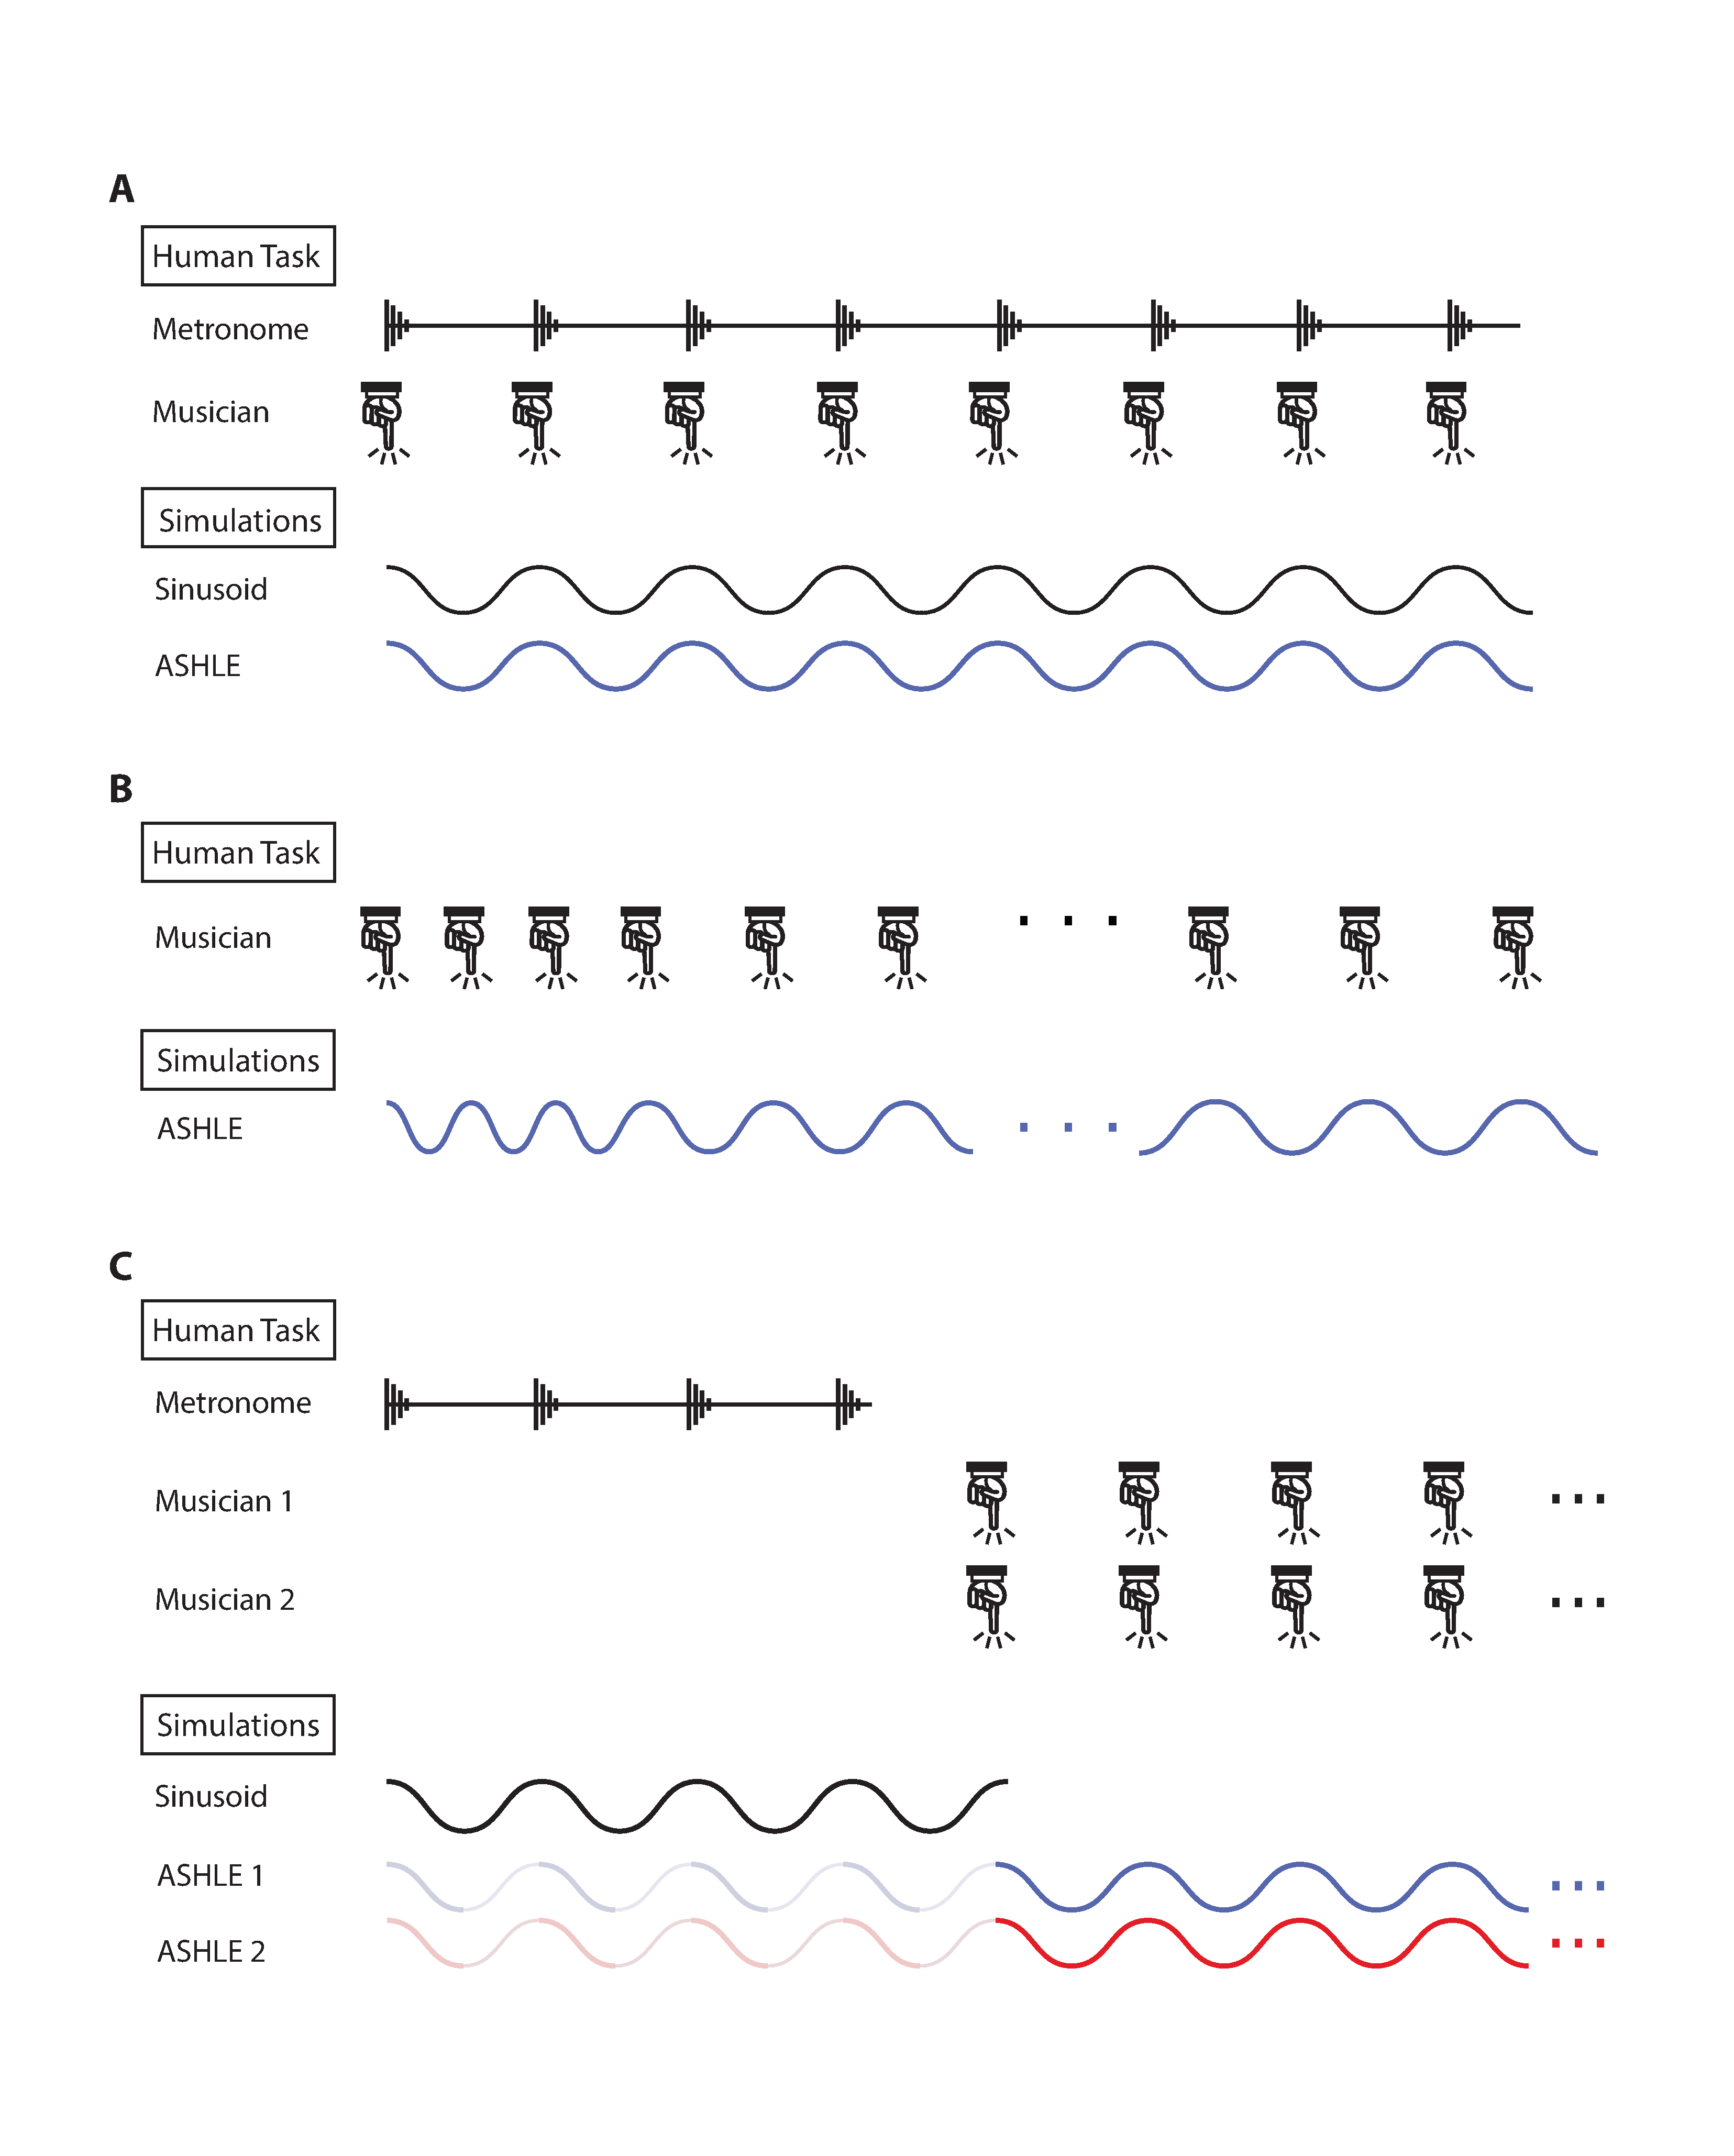 A
Human Task
Metronome
Musician
Simulations
Sinusoid
ASHLE
B
Human Task
Musician
. . .
Simulations
ASHLE
. . .
C
Human Task
Metronome
Musician 1
...
Musician 2
...
Simulations
Sinusoid
ASHLE 1
...
ASHLE 2
...